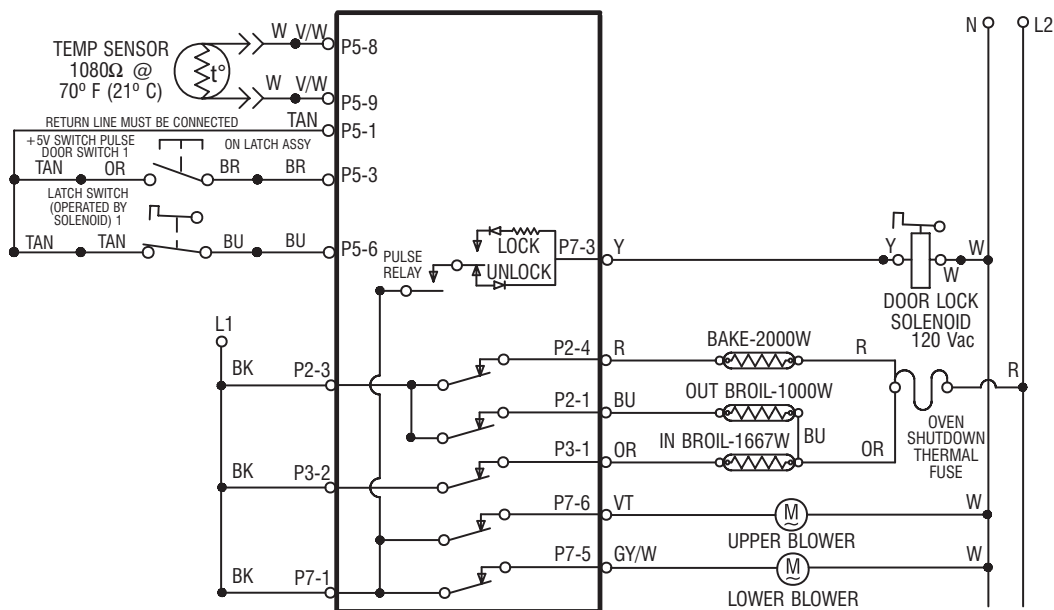 N
L2
W V/W
P5-8
TEMP SENSOR
1080Ω @
70º F (21º C)
t°
W V/W
P5-9
RETURN LINE MUST BE CONNECTED
TAN
P5-1
+5V SWITCH PULSE
DOOR SWITCH 1
ON LATCH ASSY
TAN OR BR BR
P5-3
LATCH SWITCH
(OPERATED BY
SOLENOID) 1
TAN TAN BU BU
P5-6
LOCK
UNLOCK
PULSE
RELAY
P7-3
Y
Y
W
W
DOOR LOCK
SOLENOID
120 Vac
L1
BK P2-3
P2-4 R
BAKE-2000W
R
R
P2-1 BU
OUT BROIL-1000W
BU
OVEN
SHUTDOWN
THERMAL
FUSE
BK P3-2
P3-1 OR
IN BROIL-1667W
OR
P7-6 VT
M
~
W
UPPER BLOWER
BK P7-1
P7-5 GY/W
M
~
W
LOWER BLOWER